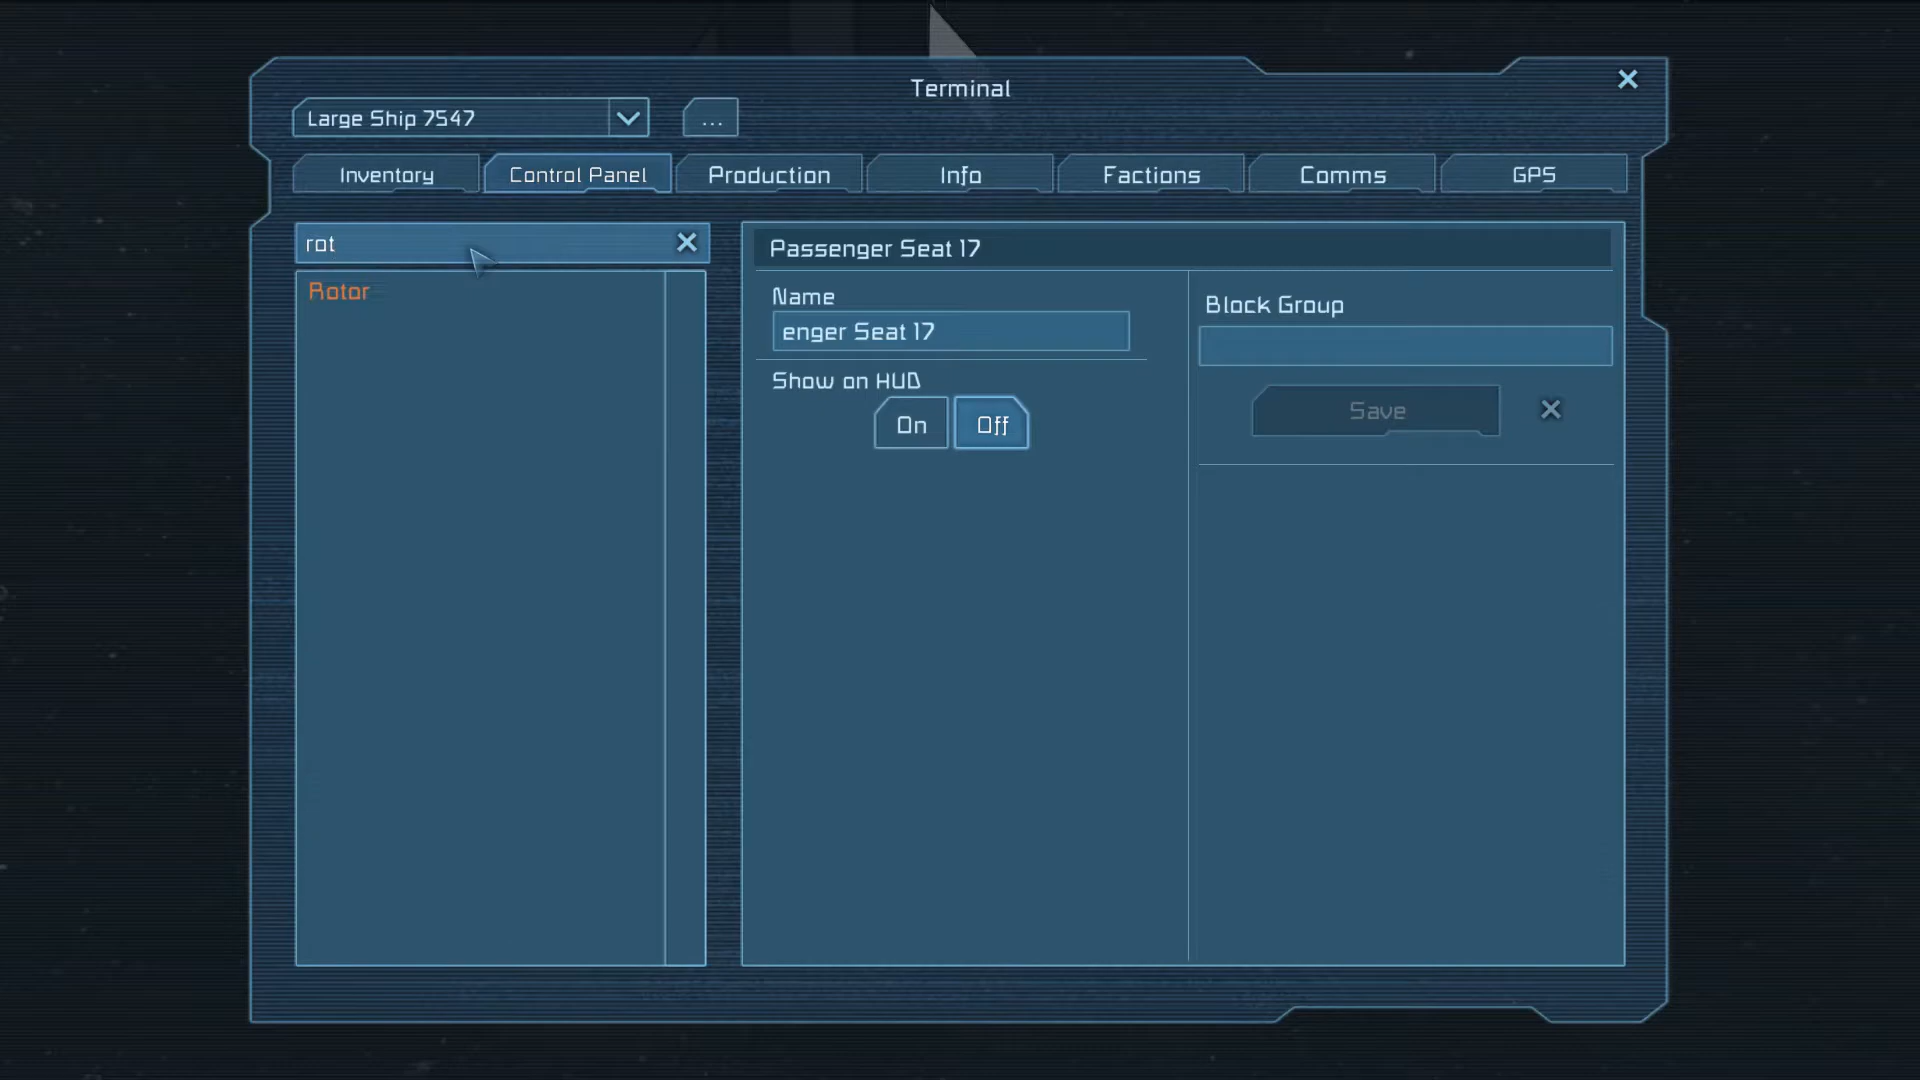 Terminal
Large Ship 7547
...
Inventory
Control Panel
Production
Info
Factions
Comms
GPS
rot
Rotor
Passenger Seat 17
Name
enger Seat 17
Show on HUD
On
Off
Block Group
Save